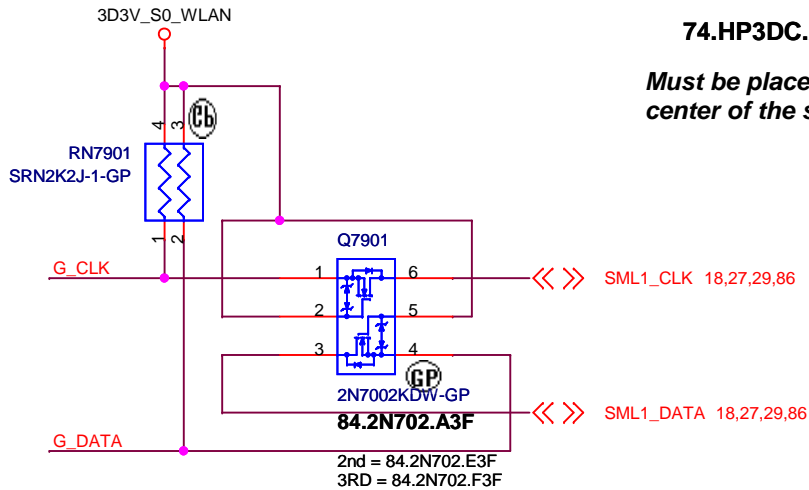 3D3V_S0_WLAN
74.HP3DC.
Must be place
center of the s
4 3
Cb
RN7901
SRN2K2J-1-GP
1 2
Q7901
G_CLK
1 6
SML1_CLK 18,27,29,86
2 5
3 4
GP
2N7002KDW-GP
84.2N702.A3F
SML1_DATA 18,27,29,86
G_DATA
2nd = 84.2N702.E3F
3RD = 84.2N702.F3F